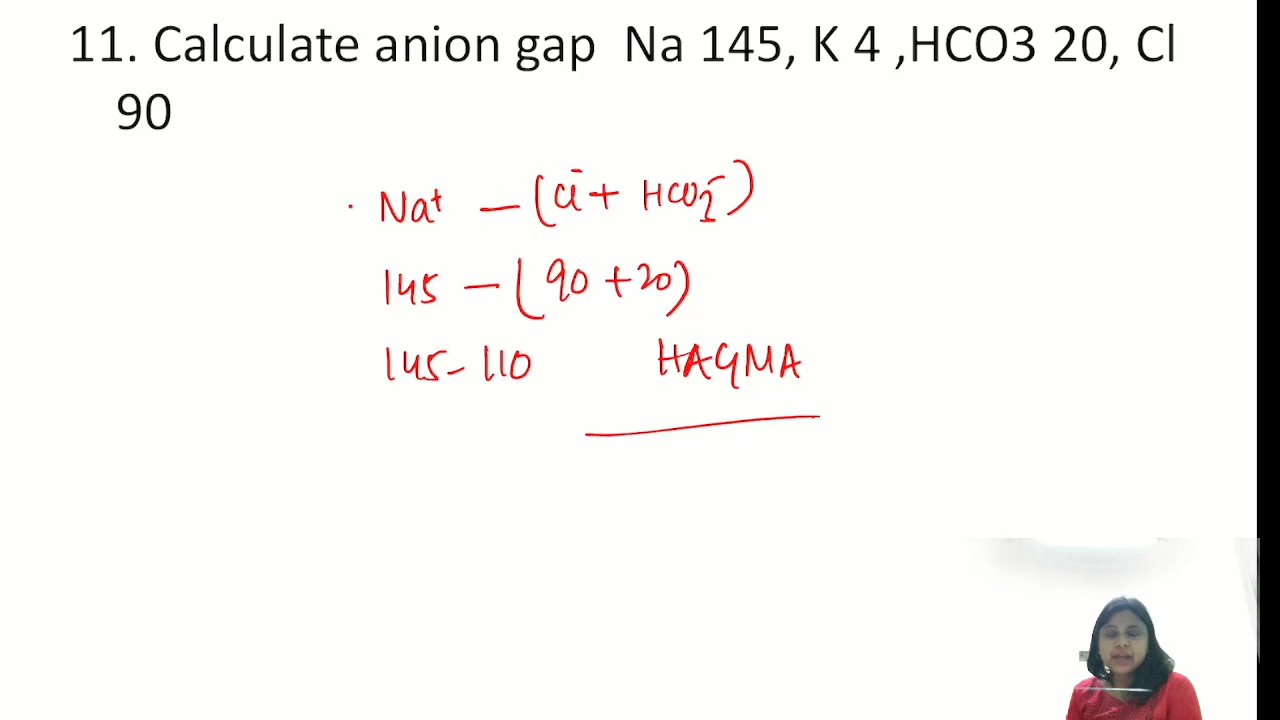 11. Calculate anion gap Na 145, K 4 ,HCO3 20, Cl
90
Na⁺ — (Cl⁻ + HCO₃⁻)
145 — (90 + 20)
145 - 110 HAGMA